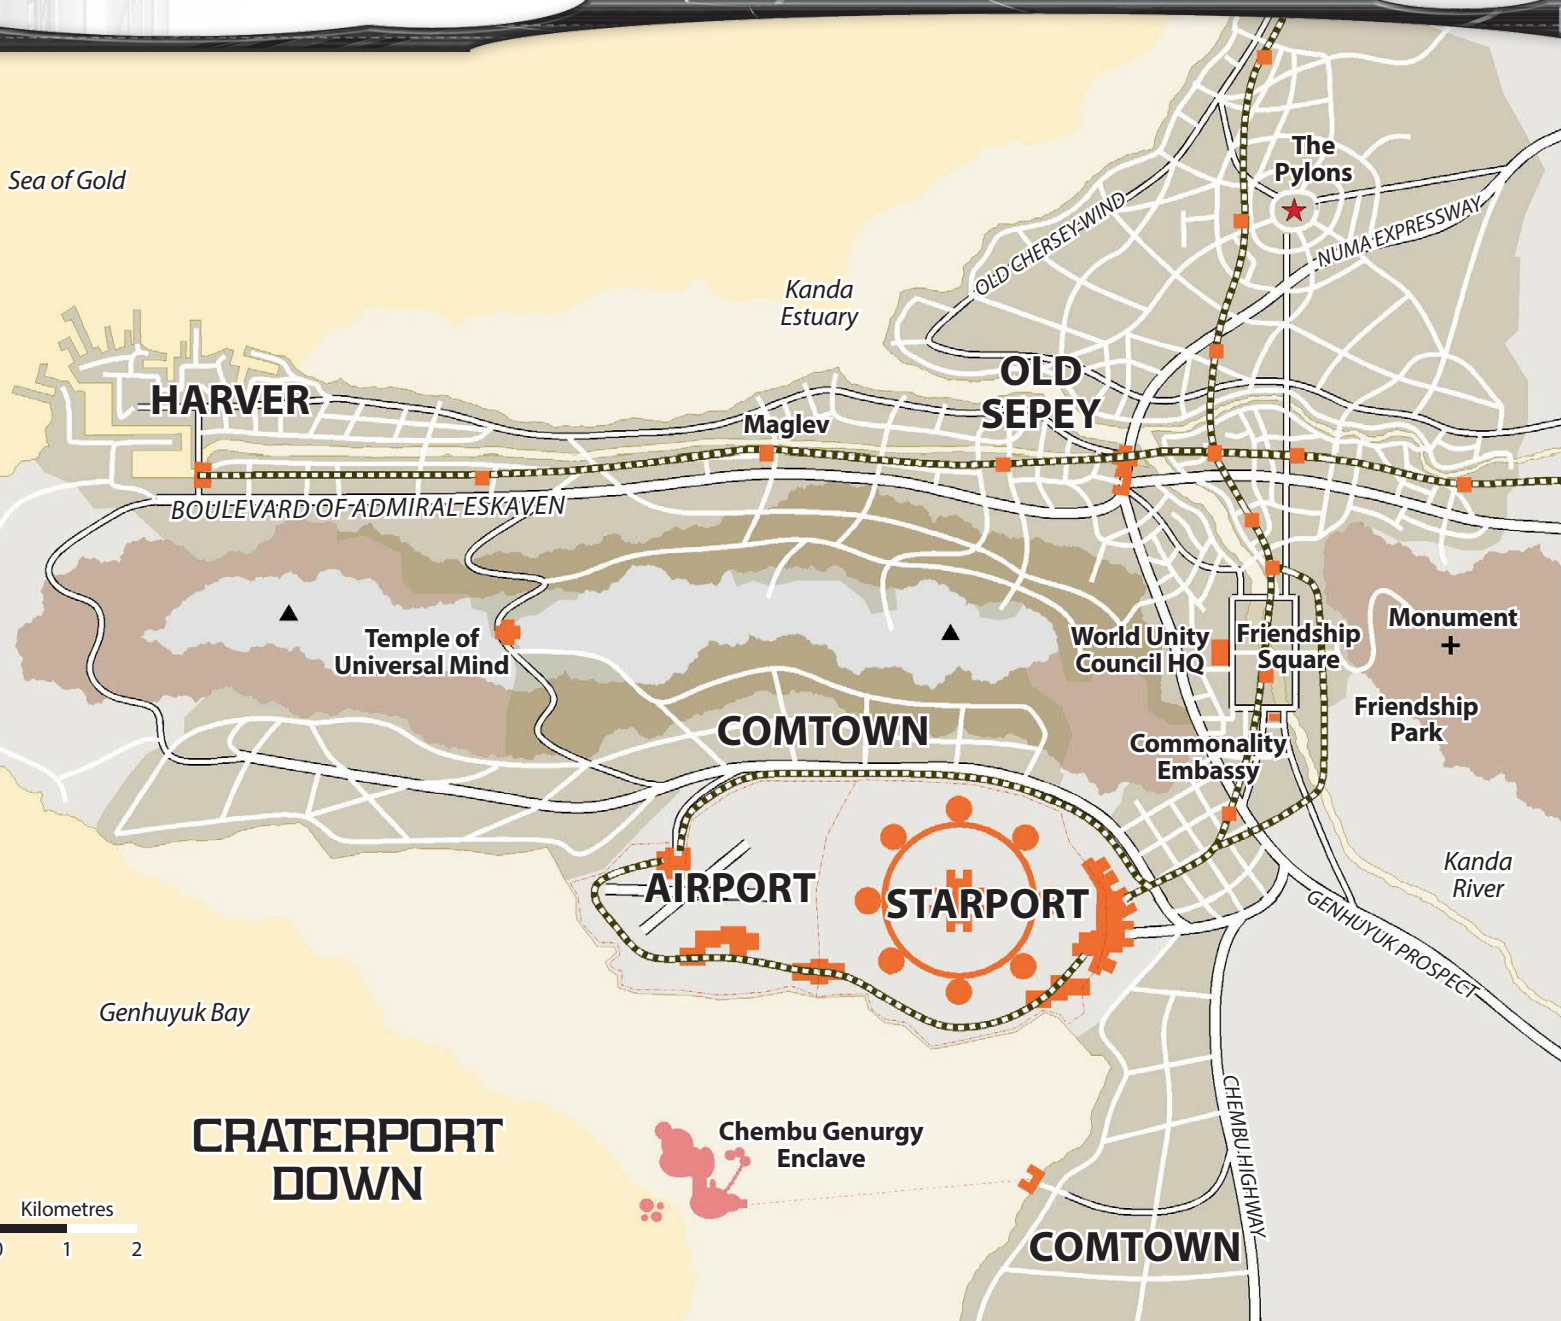 The
Pylons
Sea of Gold
OLD CHERSEY-WIND
NUMA EXPRESSWAY
Kanda
Estuary
OLD
SEPEY
HARVER
Maglev
BOULEVARD OF ADMIRAL ESKAVEN
Monument
Temple of
Universal Mind
World Unity
Council HQ
Friendship
Square
Friendship
Park
COMTOWN
Commonality
Embassy
Kanda
River
AIRPORT
STARPORT
GENHUYUK PROSPECT
Genhuyuk Bay
CHEMBU HIGHWAY
CRATERPORT
DOWN
Chembu Genurgy
Enclave
Kilometres
0 1 2
COMTOWN